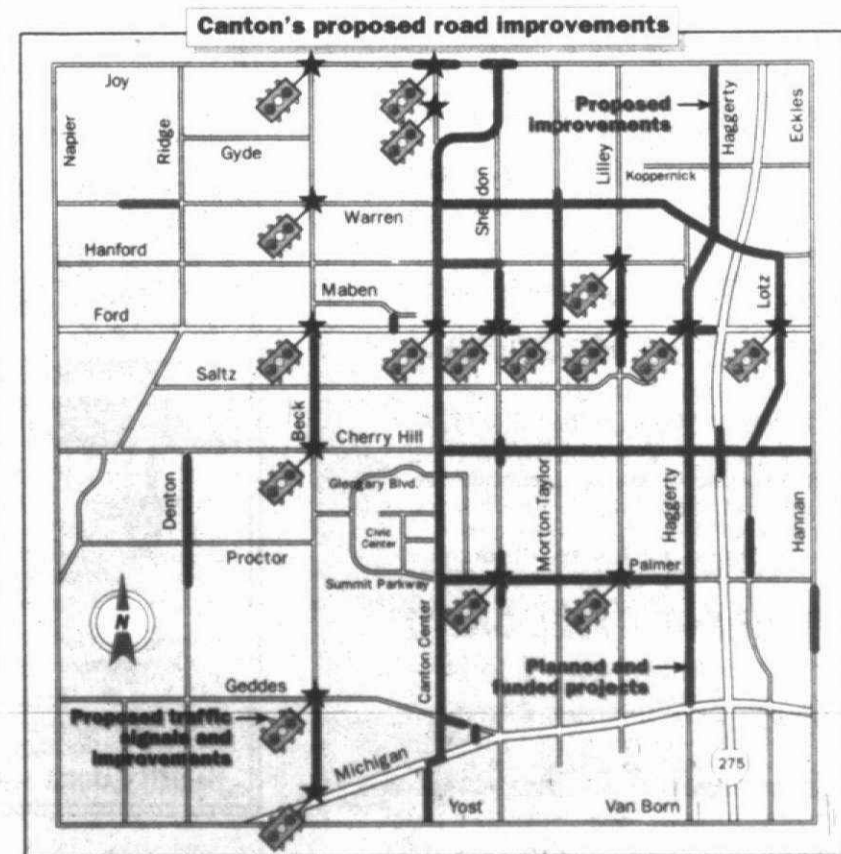 Canton's proposed road improvements
Joy
Napier
Ridge
Gyde
Proposed
improvements
Haggerty
Eckles
Lilley
Koppernick
Sheldon
Warren
Hanford
Maben
Lotz
Ford
Saltz
Beck
Cherry Hill
Denton
Glengary Blvd.
Civic
Center
Morton Taylor
Haggerty
Hannan
Proctor
Summit Parkway
Palmer
N
Canton Center
Planned and
funded projects
Geddes
Proposed traffic
signals and
improvements
Michigan
275
Yost
Van Born